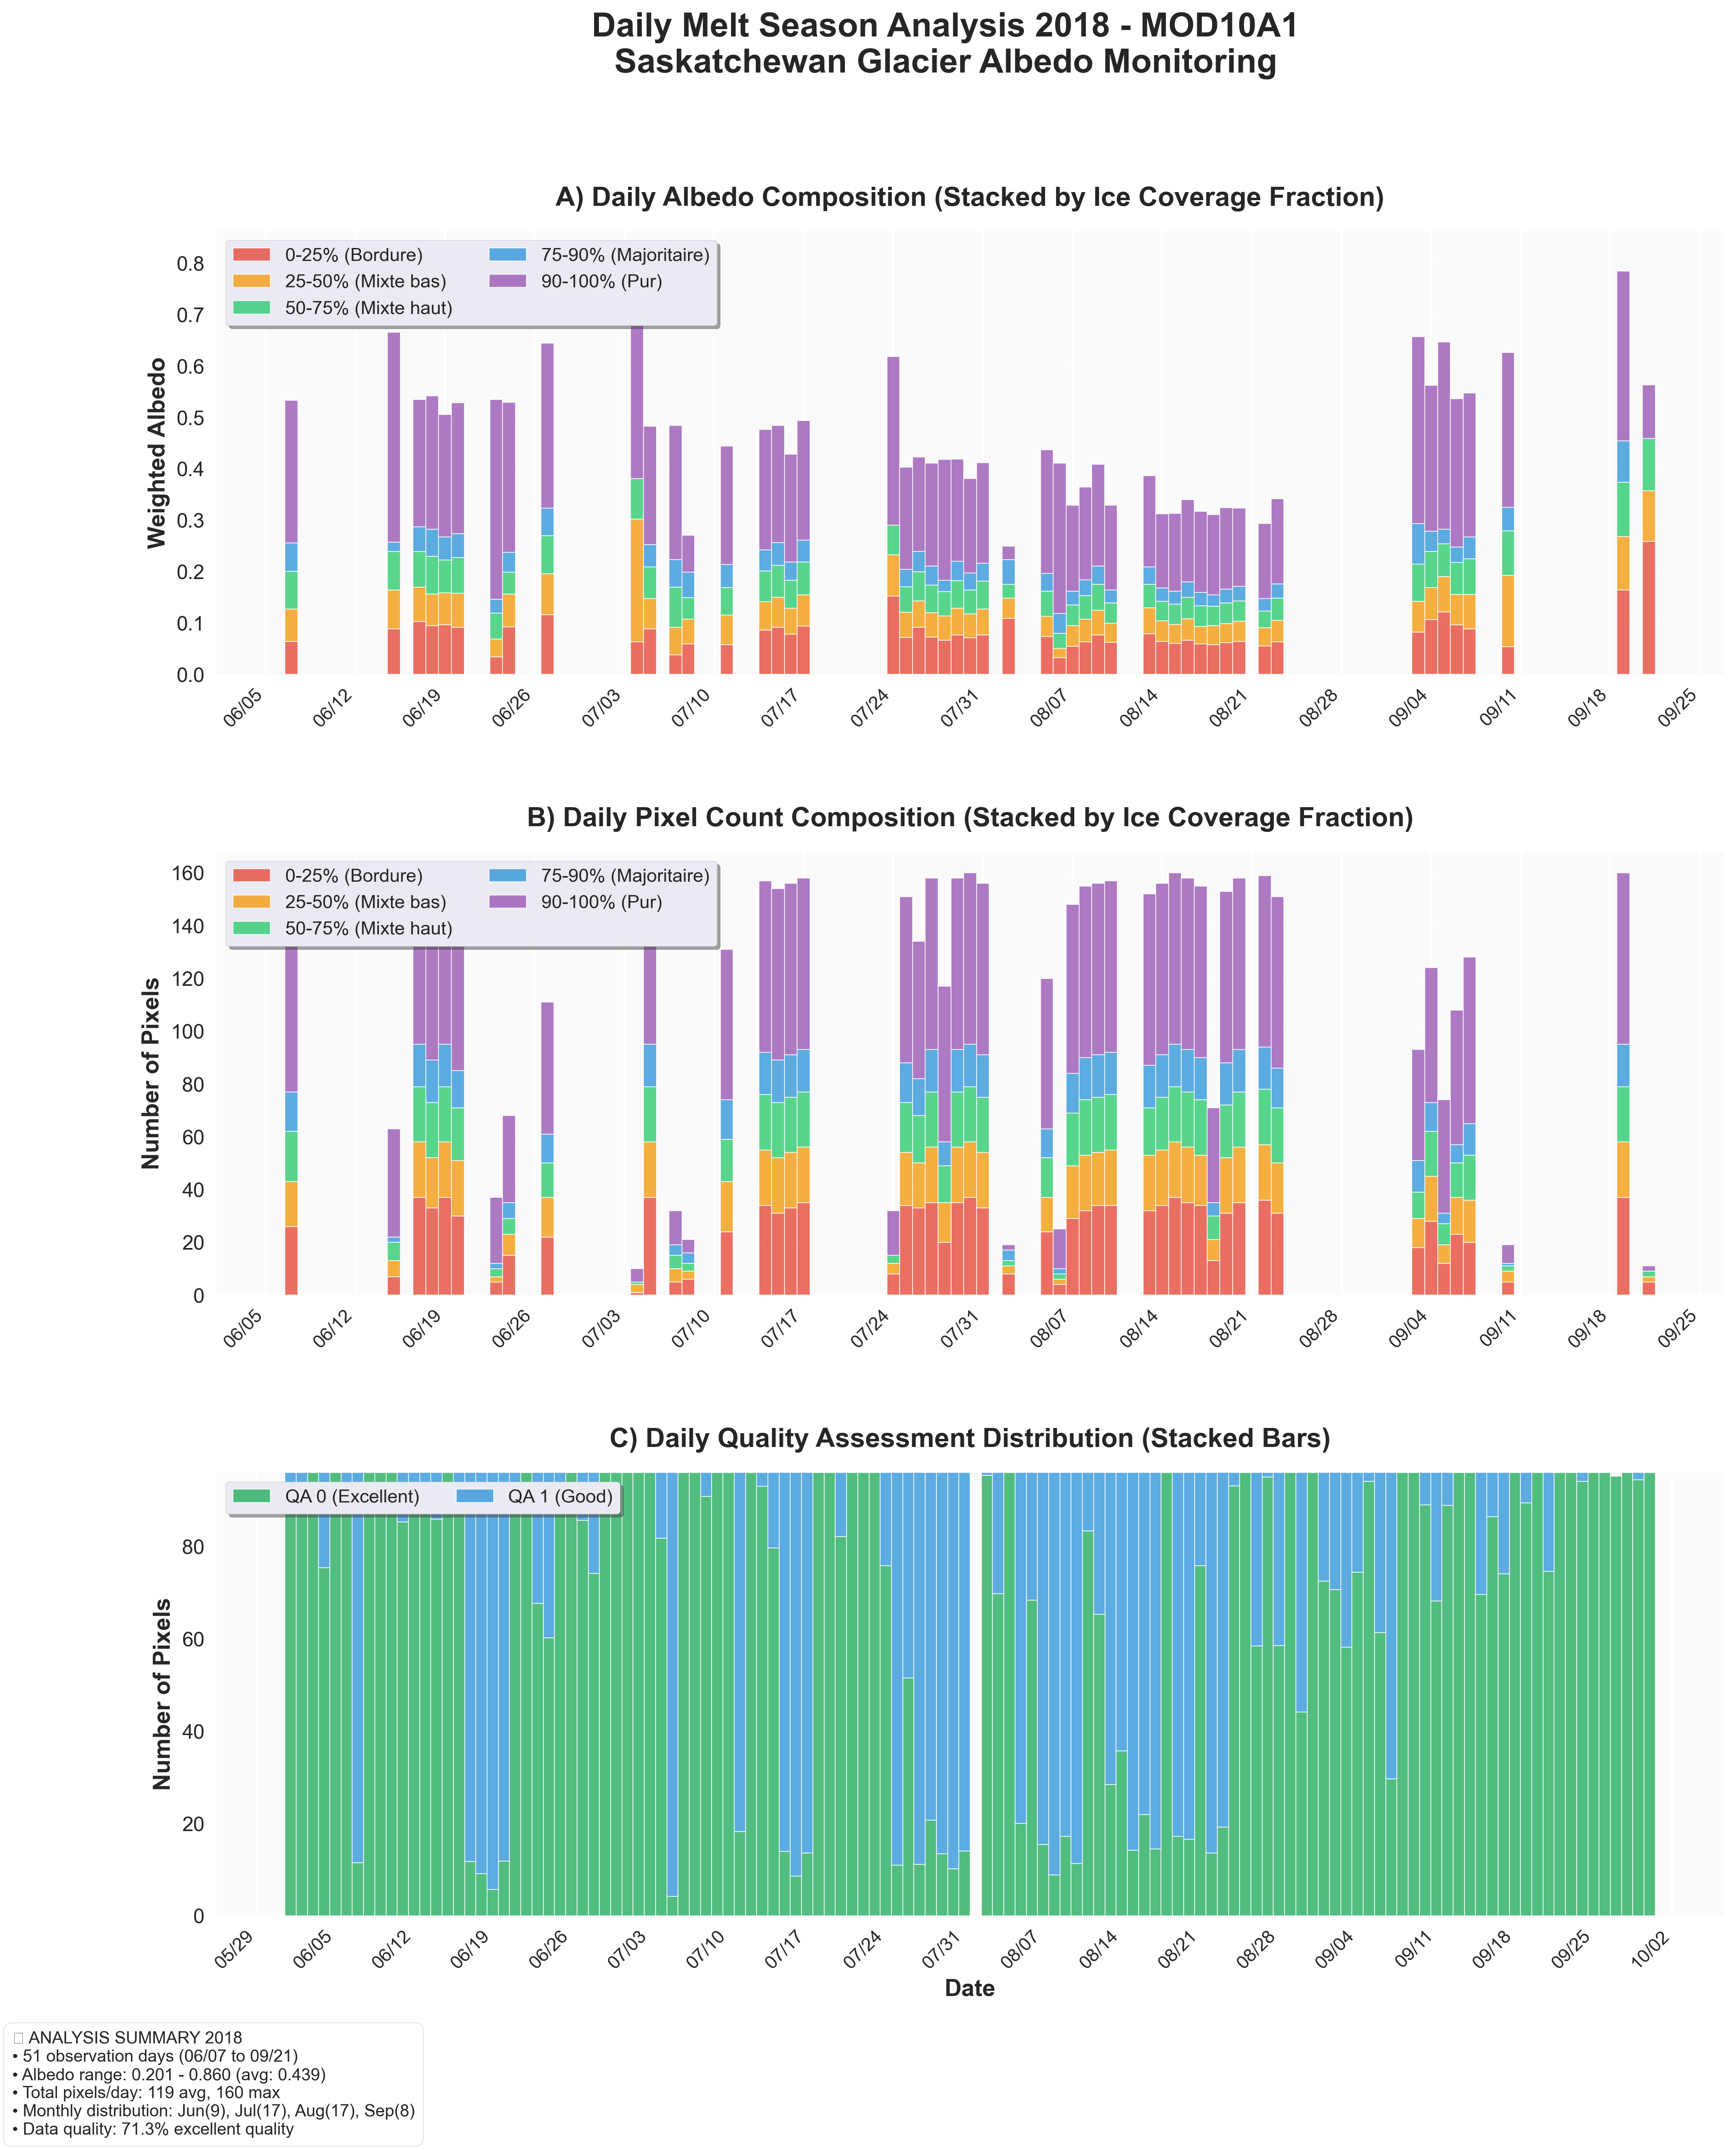 Daily Melt Season Analysis 2018 - MOD10A1
Saskatchewan Glacier Albedo Monitoring
A) Daily Albedo Composition (Stacked by Ice Coverage Fraction)
0-25% (Bordure)
25-50% (Mixte bas)
50-75% (Mixte haut)
75-90% (Majoritaire)
90-100% (Pur)
Weighted Albedo
0.8
0.7
0.6
0.5
0.4
0.3
0.2
0.1
0.0
06/05 06/12 06/19 06/26 07/03 07/10 07/17 07/24 07/31 08/07 08/14 08/21 08/28 09/04 09/11 09/18 09/25
B) Daily Pixel Count Composition (Stacked by Ice Coverage Fraction)
0-25% (Bordure)
25-50% (Mixte bas)
50-75% (Mixte haut)
75-90% (Majoritaire)
90-100% (Pur)
Number of Pixels
160
140
120
100
80
60
40
20
0
06/05 06/12 06/19 06/26 07/03 07/10 07/17 07/24 07/31 08/07 08/14 08/21 08/28 09/04 09/11 09/18 09/25
C) Daily Quality Assessment Distribution (Stacked Bars)
QA 0 (Excellent) QA 1 (Good)
Number of Pixels
80
60
40
20
0
05/29 06/05 06/12 06/19 06/26 07/03 07/10 07/17 07/24 07/31 08/07 08/14 08/21 08/28 09/04 09/11 09/18 09/25 10/02
Date
ANALYSIS SUMMARY 2018
• 51 observation days (06/07 to 09/21)
• Albedo range: 0.201 - 0.860 (avg: 0.439)
• Total pixels/day: 119 avg, 160 max
• Monthly distribution: Jun(9), Jul(17), Aug(17), Sep(8)
• Data quality: 71.3% excellent quality